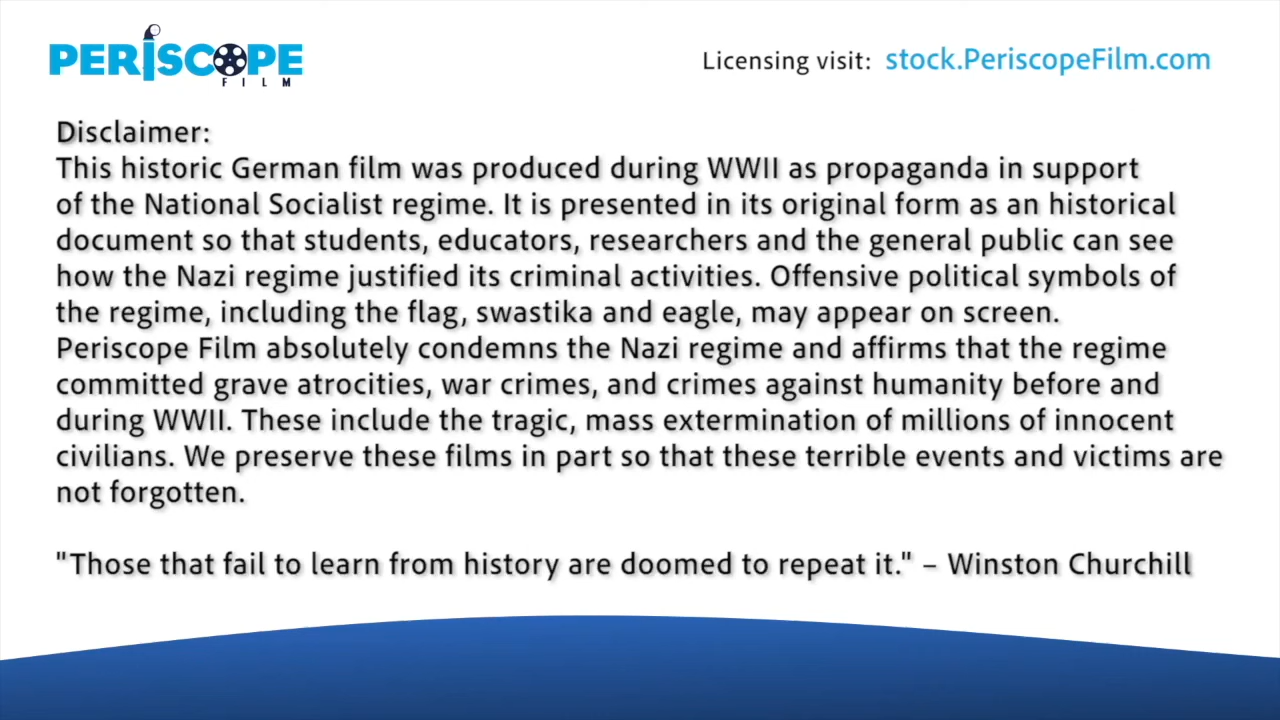 PERISCOPE
FILM
Licensing visit: stock.PeriscopeFilm.com
Disclaimer:
This historic German film was produced during WWII as propaganda in support
of the National Socialist regime. It is presented in its original form as an historical
document so that students, educators, researchers and the general public can see
how the Nazi regime justified its criminal activities. Offensive political symbols of
the regime, including the flag, swastika and eagle, may appear on screen.
Periscope Film absolutely condemns the Nazi regime and affirms that the regime
committed grave atrocities, war crimes, and crimes against humanity before and
during WWII. These include the tragic, mass extermination of millions of innocent
civilians. We preserve these films in part so that these terrible events and victims are
not forgotten.
"Those that fail to learn from history are doomed to repeat it." – Winston Churchill